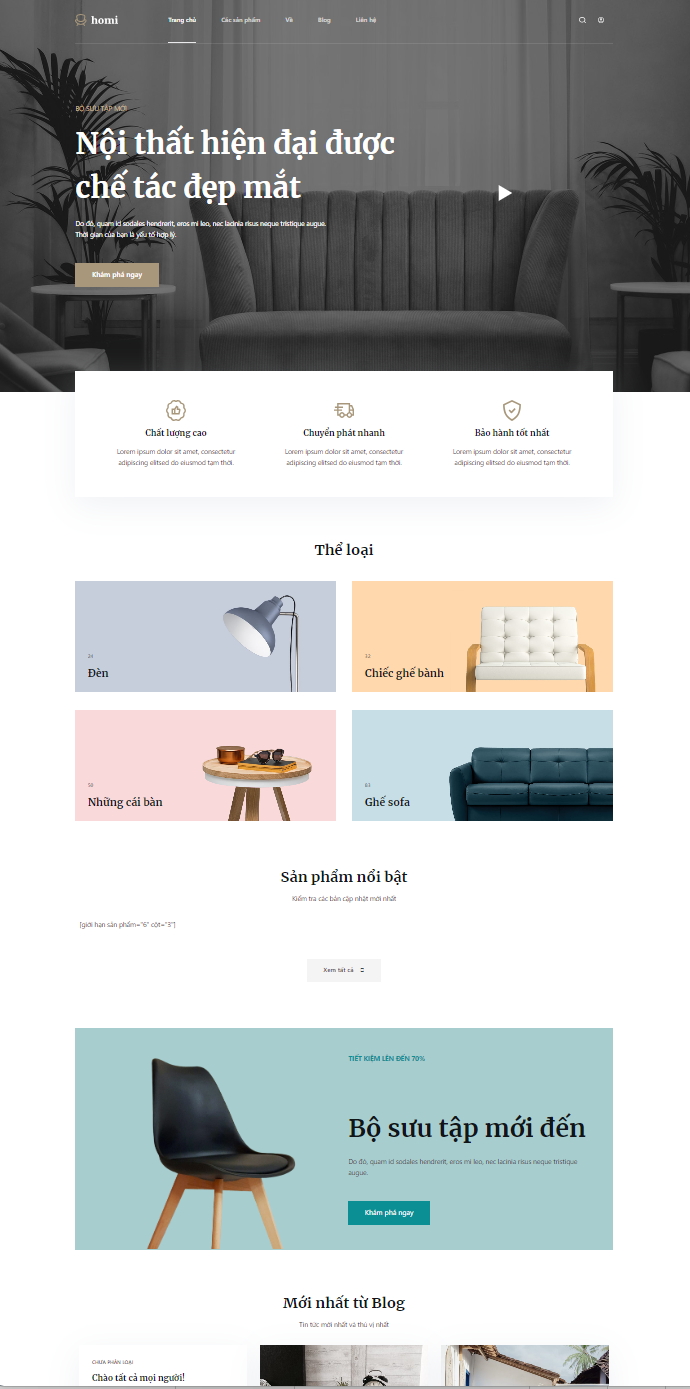 homi
Trang chủ
Các sản phẩm
Về
Blog
Liên hệ
BỘ SƯU TẬP MỚI
Nội thất hiện đại được
chế tác đẹp mắt
Do đó, quam id sodales hendrerit, eros mi leo, nec lacinia risus neque tristique augue.
Thời gian của bạn là yếu tố hợp lý.
Khám phá ngay
Chất lượng cao
Lorem ipsum dolor sit amet, consectetur
adipiscing elitsed do eiusmod tam thời.
Chuyển phát nhanh
Lorem ipsum dolor sit amet, consectetur
adipiscing elitsed do eiusmod tam thời.
Bảo hành tốt nhất
Lorem ipsum dolor sit amet, consectetur
adipiscing elitsed do eiusmod tam thời.
Thể loại
Đèn
32
Chiếc ghế bành
50
Những cái bàn
Ghế sofa
Sản phẩm nổi bật
Kiểm tra các bản cập nhật mới nhất
[giới hạn sản phẩm="6" cột="3"]
Xem tất cả
TIẾT KIỆM LÊN ĐẾN 70%
Bộ sưu tập mới đến
Do đó, quam id sodales hendrerit, eros mi leo, nec lacinia risus neque tristique
augue.
Khám phá ngay
Mới nhất từ Blog
Tin tức mới nhất và thú vị nhất
CHƯA PHÂN LOẠI
Chào tất cả mọi người!